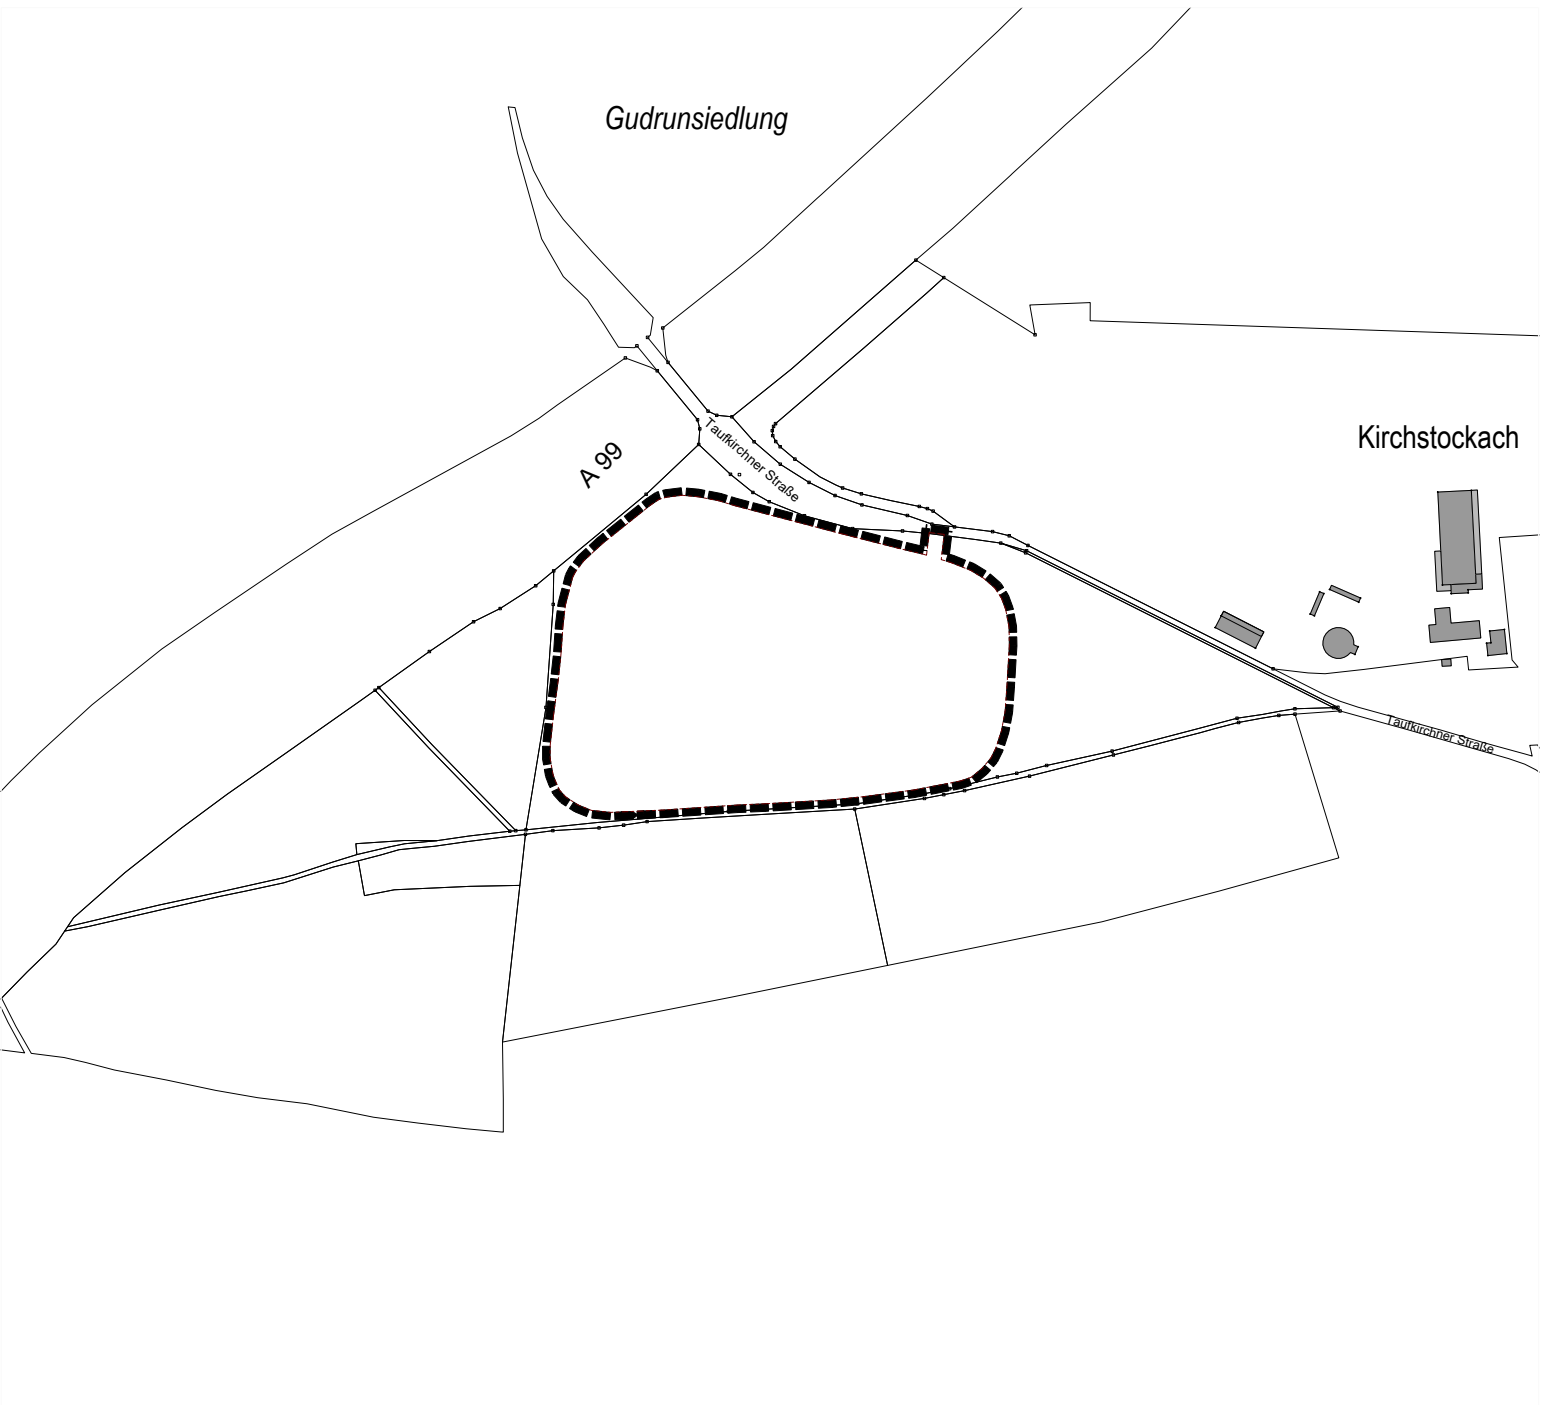 Gudrunsiedlung
Taufkirchner Straße
A 99
Kirchstockach
Taufkirchner Straße